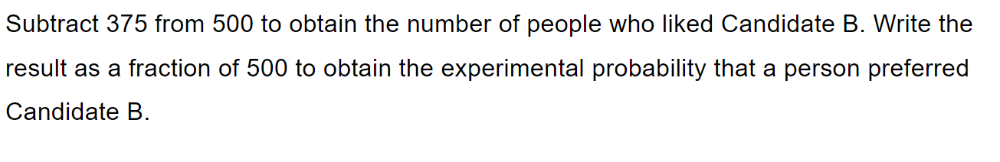 Subtract 375 from 500 to obtain the number of people who liked Candidate B. Write the
result as a fraction of 500 to obtain the experimental probability that a person preferred
Candidate B.